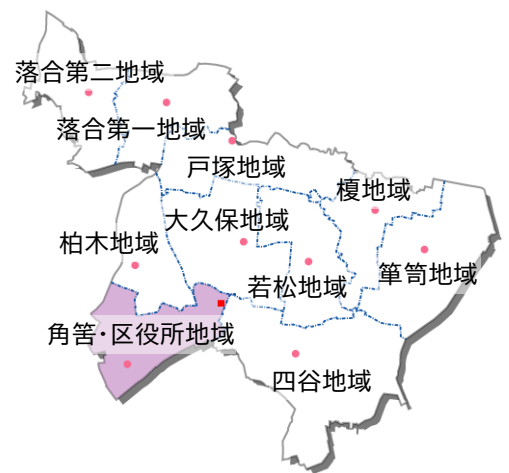 落合第二地域
落合第一地域
戸塚地域
榎地域
大久保地域
柏木地域
若松地域
箪笥地域
角筈・区役所地域
四谷地域